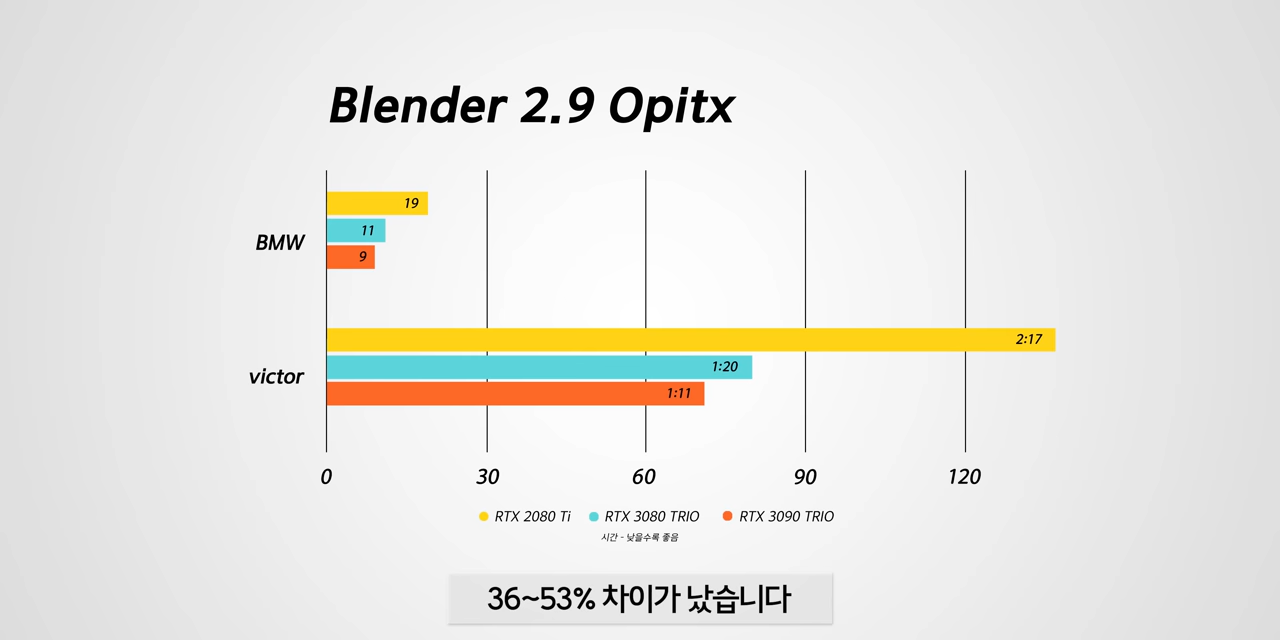 Blender 2.9 Opitx
BMW
19
11
9
victor
2:17
1:20
1:11
0 30 60 90 120
RTX 2080 Ti RTX 3080 TRIO RTX 3090 TRIO
시간 - 낮을수록 좋음
36~53% 차이가 났습니다